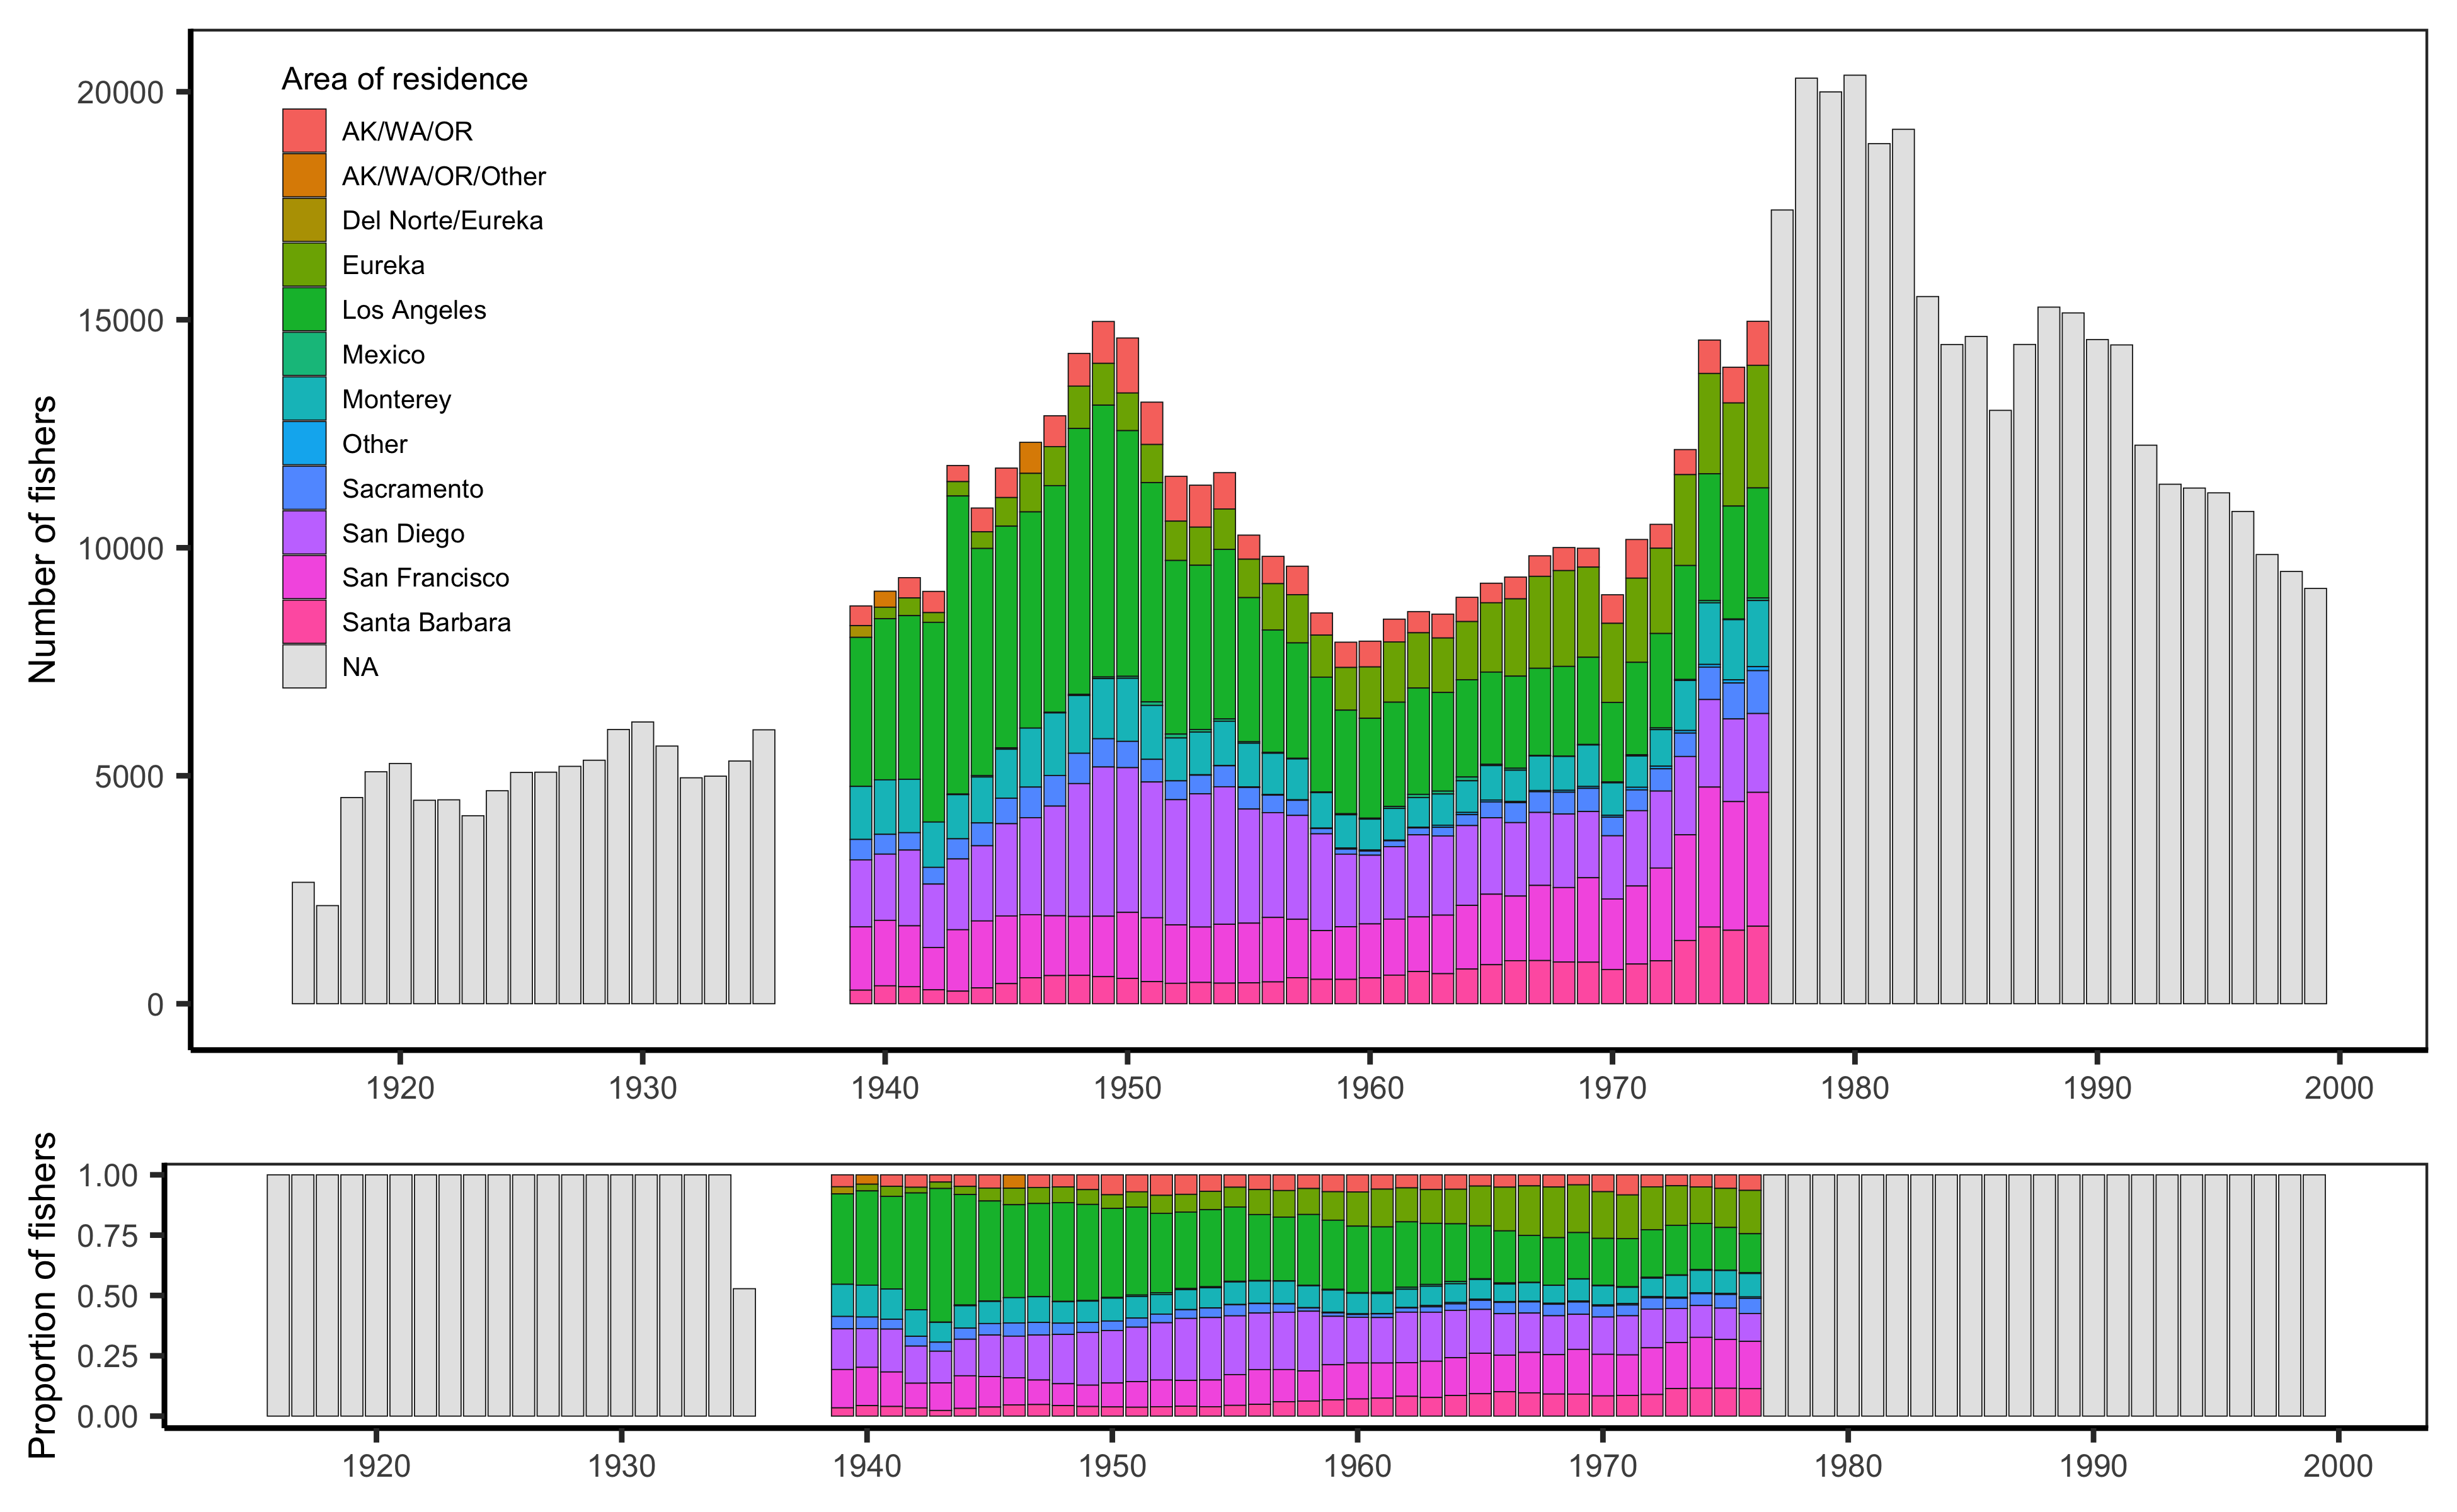 Number of fishers
20000
15000
10000
5000
0
Area of residence
AK/WA/OR
AK/WA/OR/Other
Del Norte/Eureka
Eureka
Los Angeles
Mexico
Monterey
Other
Sacramento
San Diego
San Francisco
Santa Barbara
NA
1920 1930 1940 1950 1960 1970 1980 1990 2000
Proportion of fishers
1.00
0.75
0.50
0.25
0.00
1920 1930 1940 1950 1960 1970 1980 1990 2000